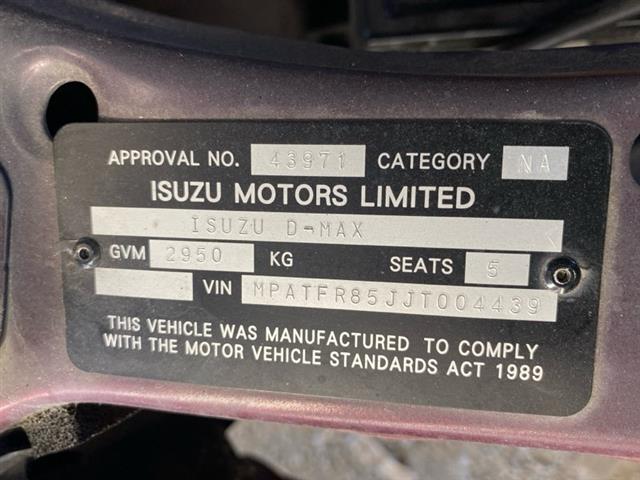 APPROVAL NO. 43971 CATEGORY NA
ISUZU MOTORS LIMITED
ISUZU D-MAX
GVM 2950 KG SEATS 5
VIN MPATFR85JJT004439
THIS VEHICLE WAS MANUFACTURED TO COMPLY
WITH THE MOTOR VEHICLE STANDARDS ACT 1989